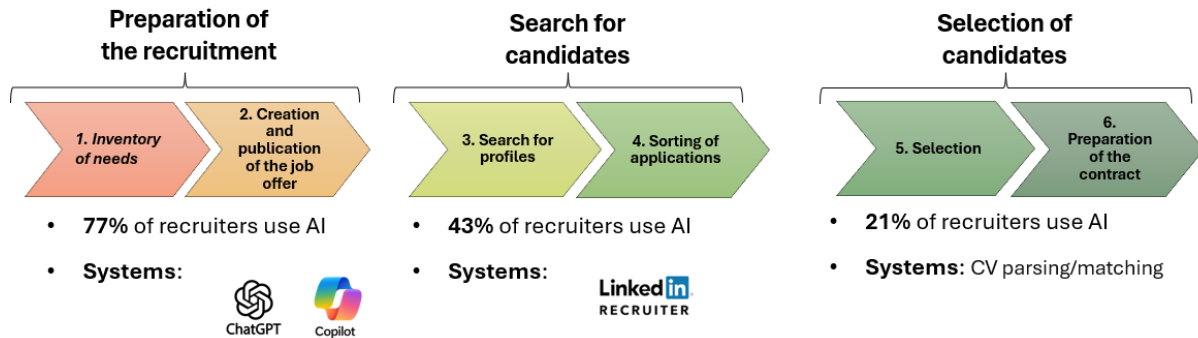 Preparation of
the recruitment
1. Inventory
of needs
2. Creation
and
publication
of the job
offer
• 77% of recruiters use AI
• Systems:
ChatGPT
Copilot
Search for
candidates
3. Search for
profiles
4. Sorting of
applications
• 43% of recruiters use AI
• Systems:
Linked in
RECRUITER
Selection of
candidates
5. Selection
6.
Preparation
of the
contract
• 21% of recruiters use AI
• Systems: CV parsing/matching